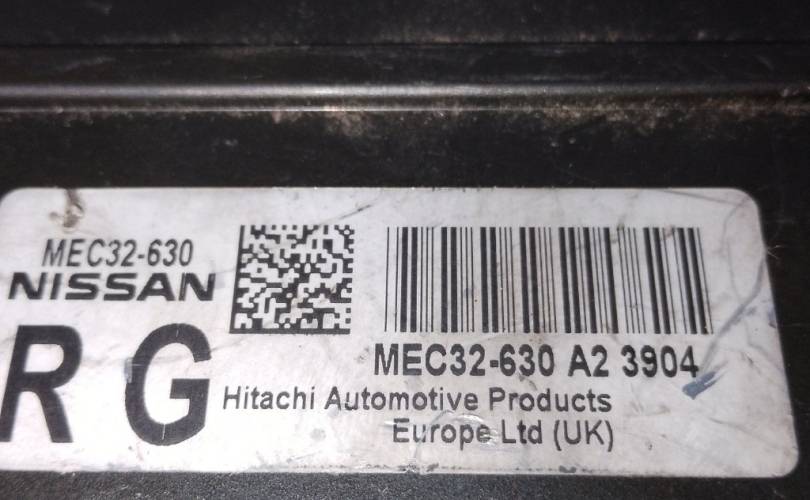 MEC32-630
NISSAN
R G
MEC32-630 A2 3904
Hitachi Automotive Products
Europe Ltd (UK)